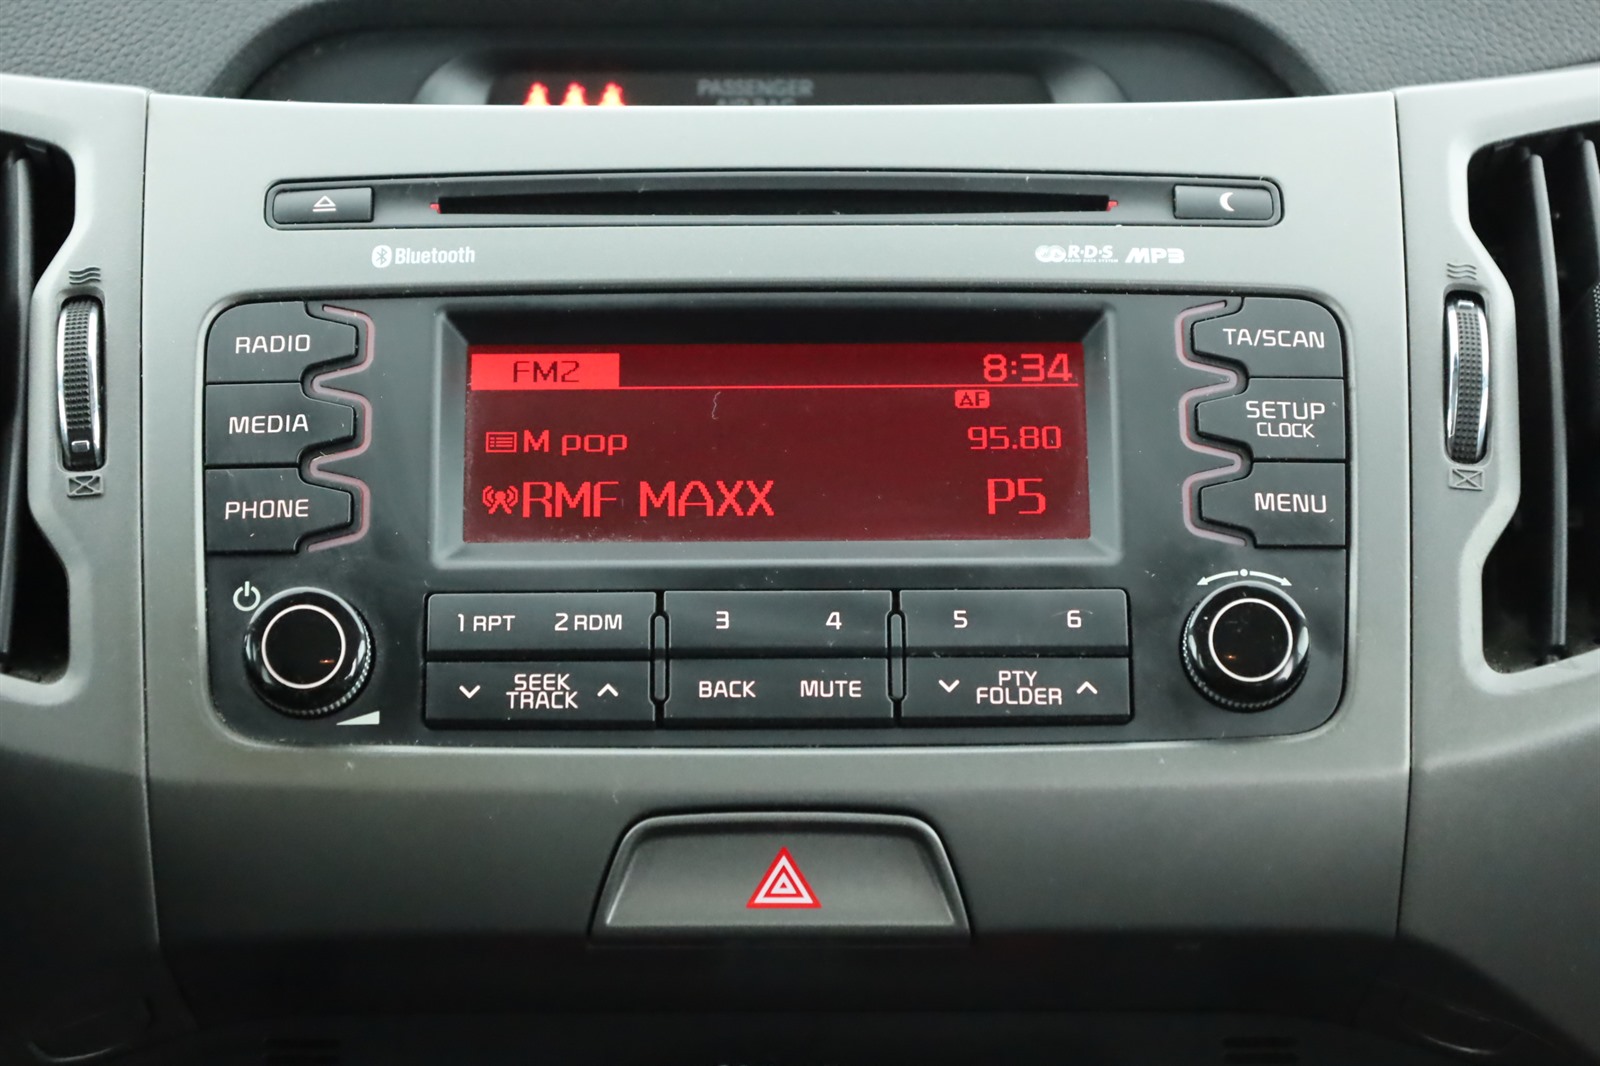 PASSENGER
Bluetooth
R·D·S MP3
RADIO
MEDIA
PHONE
FM2 8:34
AF
M pop 95.80
RMF MAXX P5
TA/SCAN
SETUP
CLOCK
MENU
1 RPT 2 RDM 3 4 5 6
SEEK
TRACK
BACK MUTE
PTY
FOLDER